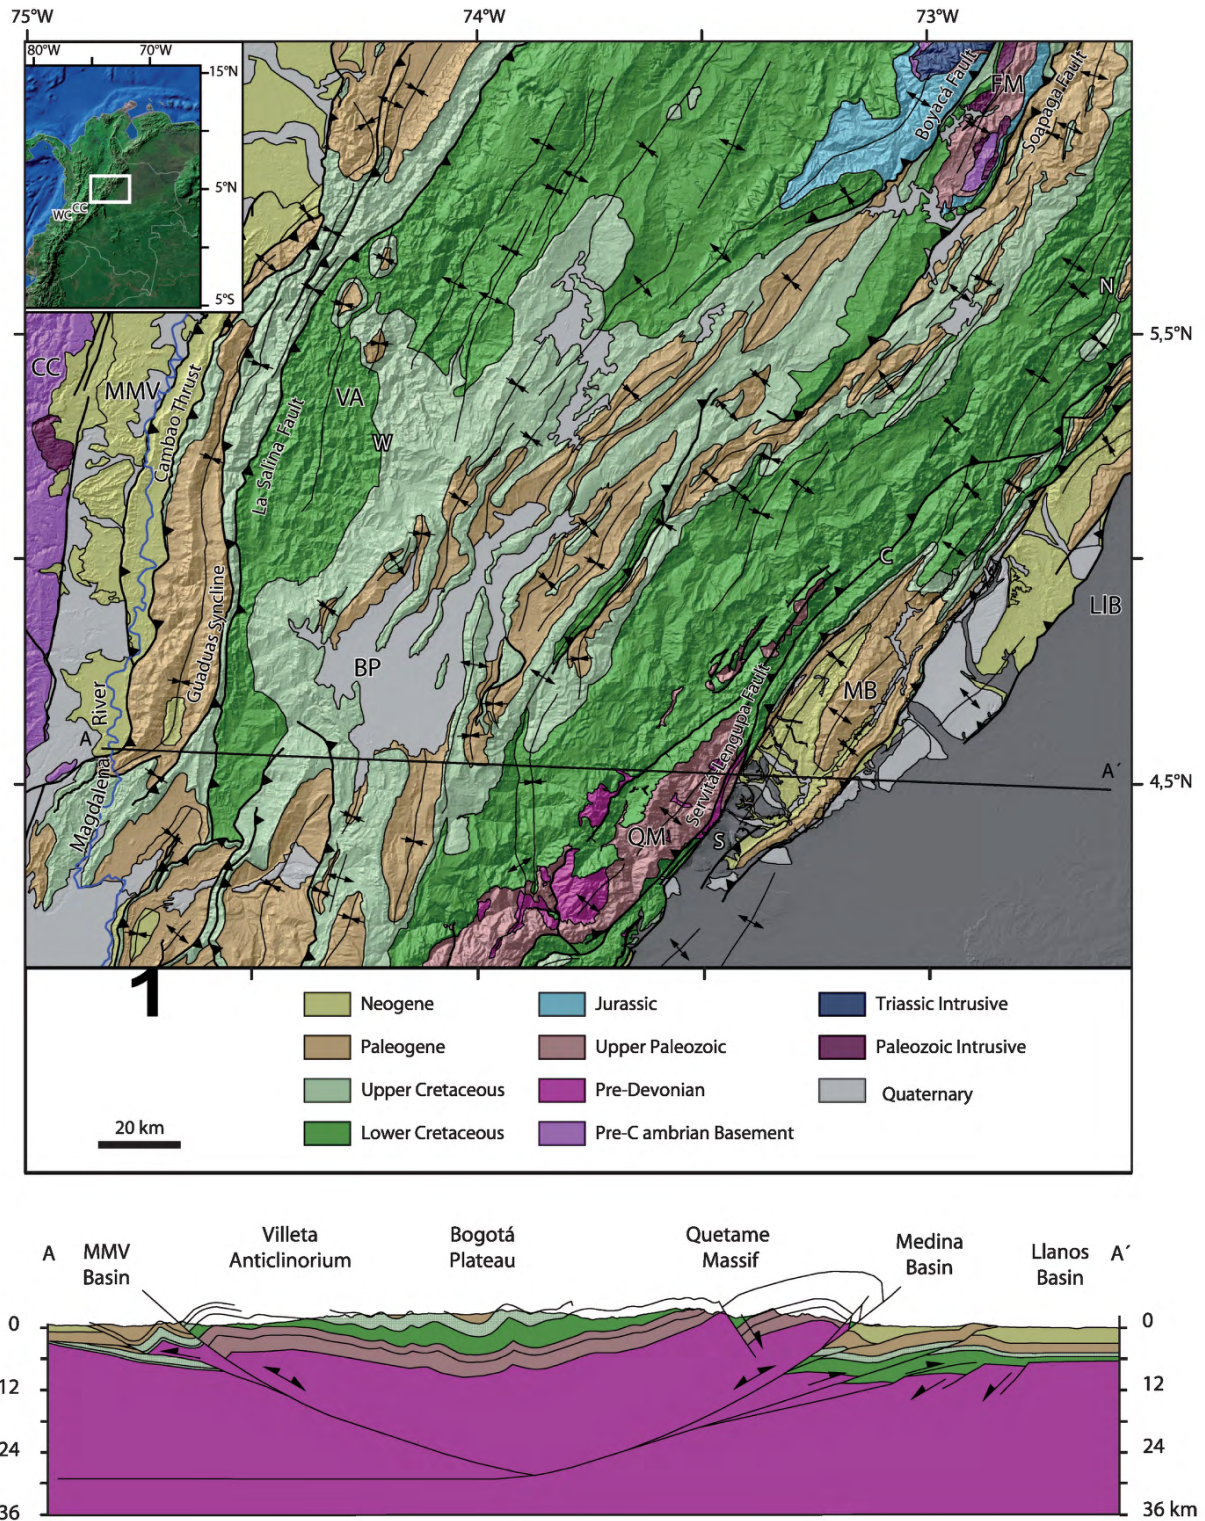 75°W
74°W
73°W
80°W
70°W
15°N
5°N
5°S
WC
CC
Boyacá Fault
FM
Soapaga Fault
N
5,5°N
CC
MMV
Cambao Thrust
La Salina Fault
VA
W
Guaduas Syncline
C
LlB
BP
MB
Servitá-Lengupa Fault
A
Magdalena River
A´
4,5°N
QM
S
1
Neogene
Jurassic
Triassic Intrusive
Paleogene
Upper Paleozoic
Paleozoic Intrusive
Upper Cretaceous
Pre-Devonian
Quaternary
20 km
Lower Cretaceous
Pre-C ambrian Basement
A
MMV
Basin
Villeta
Anticlinorium
Bogotá
Plateau
Quetame
Massif
Medina
Basin
Llanos
Basin
A´
0
0
12
12
24
24
36
36 km